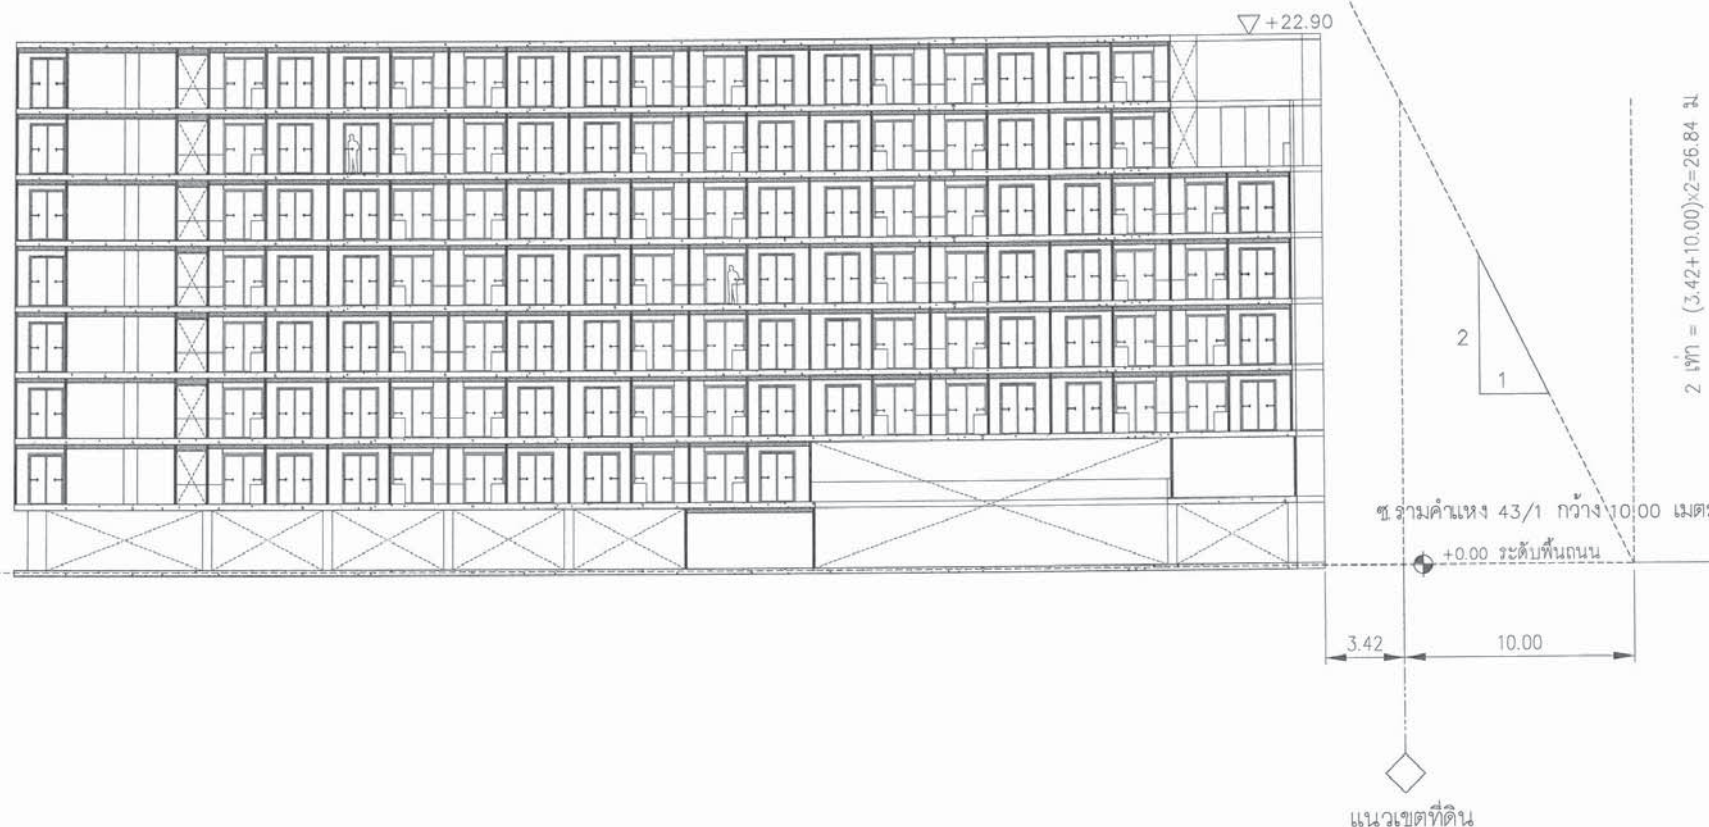 +22.90
2 เท่า = (3.42+10.00)x2=26.84 ม
2
1
ซ.รามคำแหง 43/1 กว้าง 10.00 เมตร
+0.00 ระดับพื้นถนน
3.42
10.00
แนวเขตที่ดิน